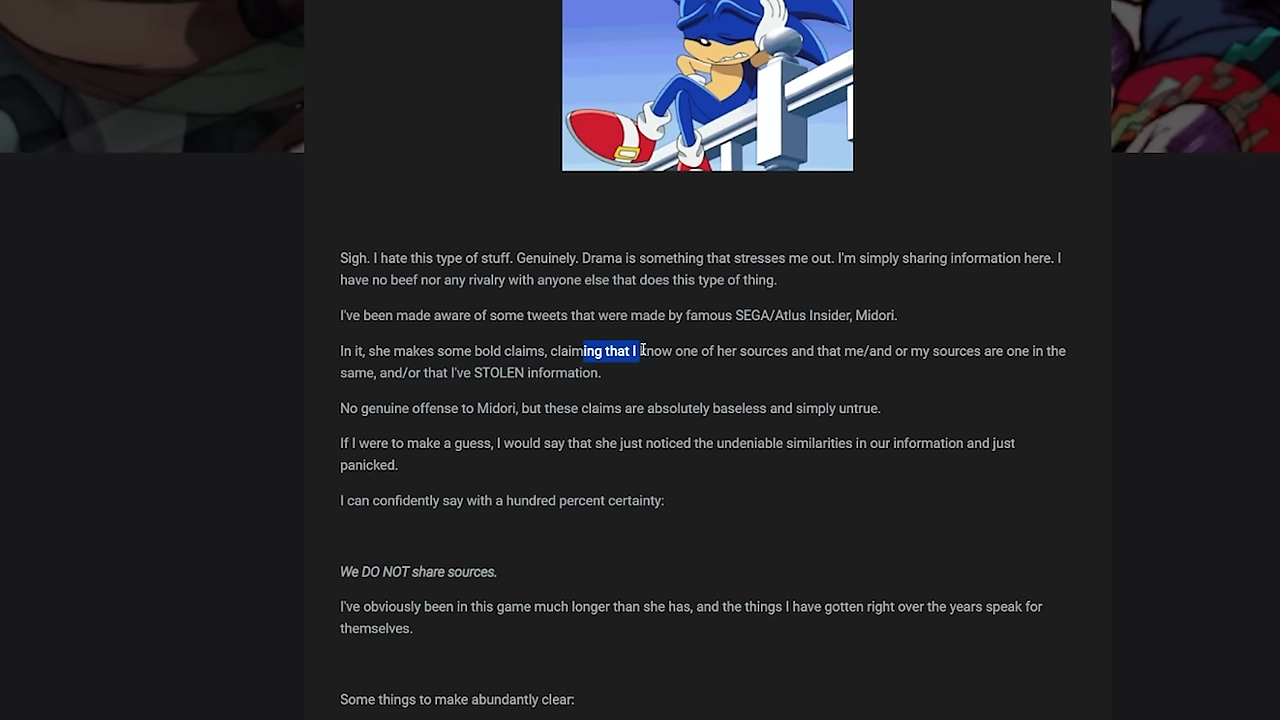 Sigh. I hate this type of stuff. Genuinely. Drama is something that stresses me out. I'm simply sharing information here. I
have no beef nor any rivalry with anyone else that does this type of thing.
I've been made aware of some tweets that were made by famous SEGA/Atlus Insider, Midori.
In it, she makes some bold claims, claiming that I know one of her sources and that me/and or my sources are one in the
same, and/or that I've STOLEN information.
No genuine offense to Midori, but these claims are absolutely baseless and simply untrue.
If I were to make a guess, I would say that she just noticed the undeniable similarities in our information and just
panicked.
I can confidently say with a hundred percent certainty:
We DO NOT share sources.
I've obviously been in this game much longer than she has, and the things I have gotten right over the years speak for
themselves.
Some things to make abundantly clear: